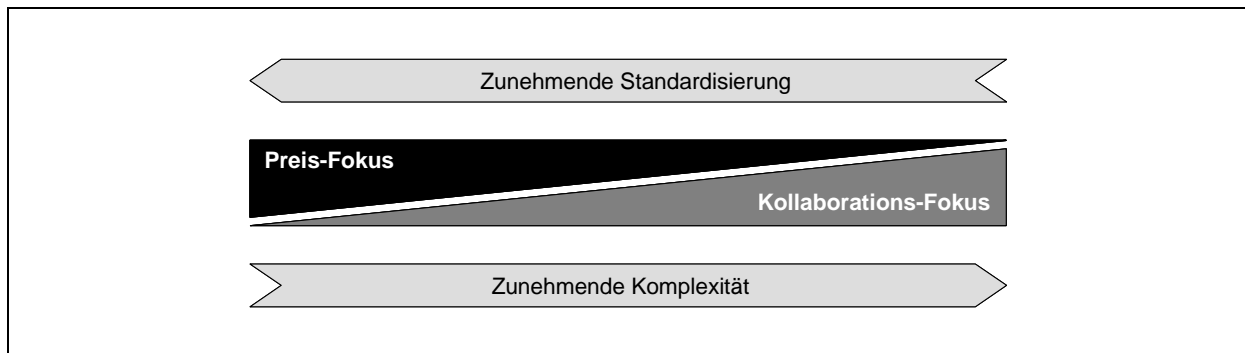 Zunehmende Standardisierung
Preis-Fokus
Kollaborations-Fokus
Zunehmende Komplexität